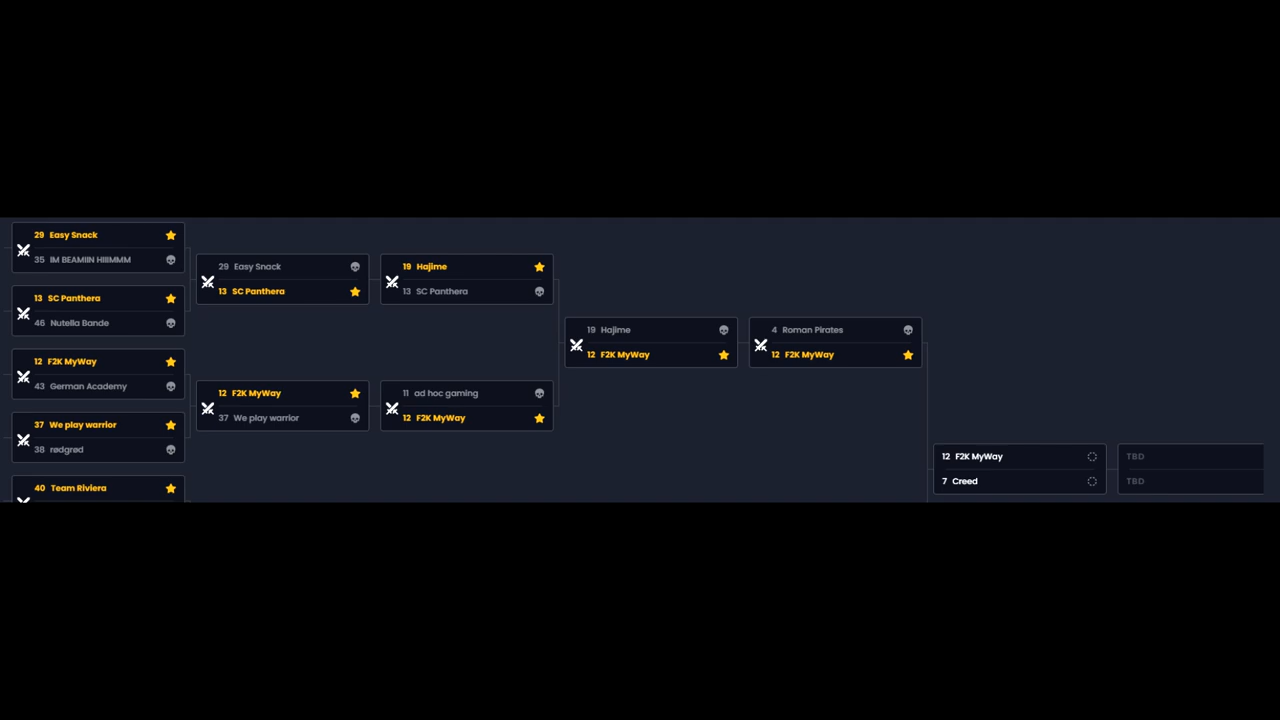 29 Easy Snack
35 IM BEAMIIN HIIIMMM
13 SC Panthera
46 Nutella Bande
12 F2K MyWay
43 German Academy
37 We play warrior
38 rødgrød
40 Team Riviera
29 Easy Snack
13 SC Panthera
12 F2K MyWay
37 We play warrior
19 Hajime
13 SC Panthera
11 ad hoc gaming
12 F2K MyWay
19 Hajime
12 F2K MyWay
4 Roman Pirates
12 F2K MyWay
12 F2K MyWay
7 Creed
TBD
TBD